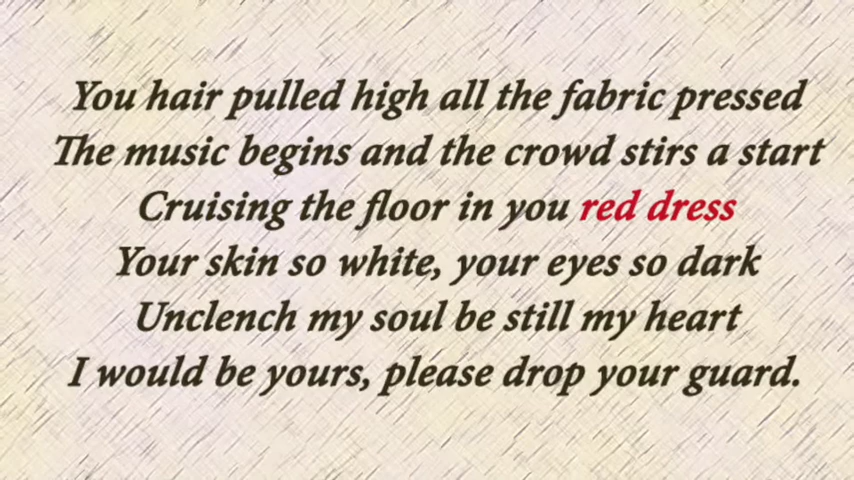 You hair pulled high all the fabric pressed
The music begins and the crowd stirs a start
Cruising the floor in you red dress
Your skin so white, your eyes so dark
Unclench my soul be still my heart
I would be yours, please drop your guard.